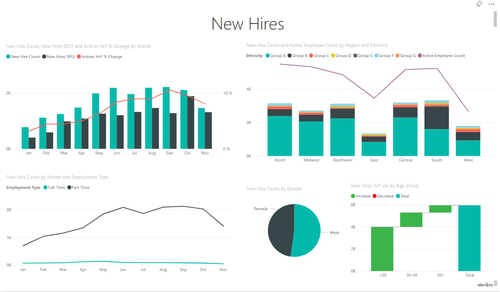 New Hires
New Hire Count, New Hires SPLY and Actives YoY % Change by Month
New Hire Count New Hires SPLY Actives YoY % Change
2K
1K
0K
10 %
0 %
Jan Feb Mar Apr May Jun Jul Aug Sep Oct Nov
New Hire Count and Active Employee Count by Region and Ethnicity
Ethnicity Group A Group B Group C Group D Group E Group F Group G Active Employee Count
4K
2K
0K
North Midwest Northwest East Central South West
New Hire Count by Month and Employment Type
Employment Type Full-Time Part-Time
2K
1K
0K
Jan Feb Mar Apr May Jun Jul Aug Sep Oct Nov
New Hire Count by Gender
Female
Male
New Hires YoY Var by Age Group
Increase Decrease Total
6K
4K
2K
0K
<30 30-49 50+ Total
obviEnce